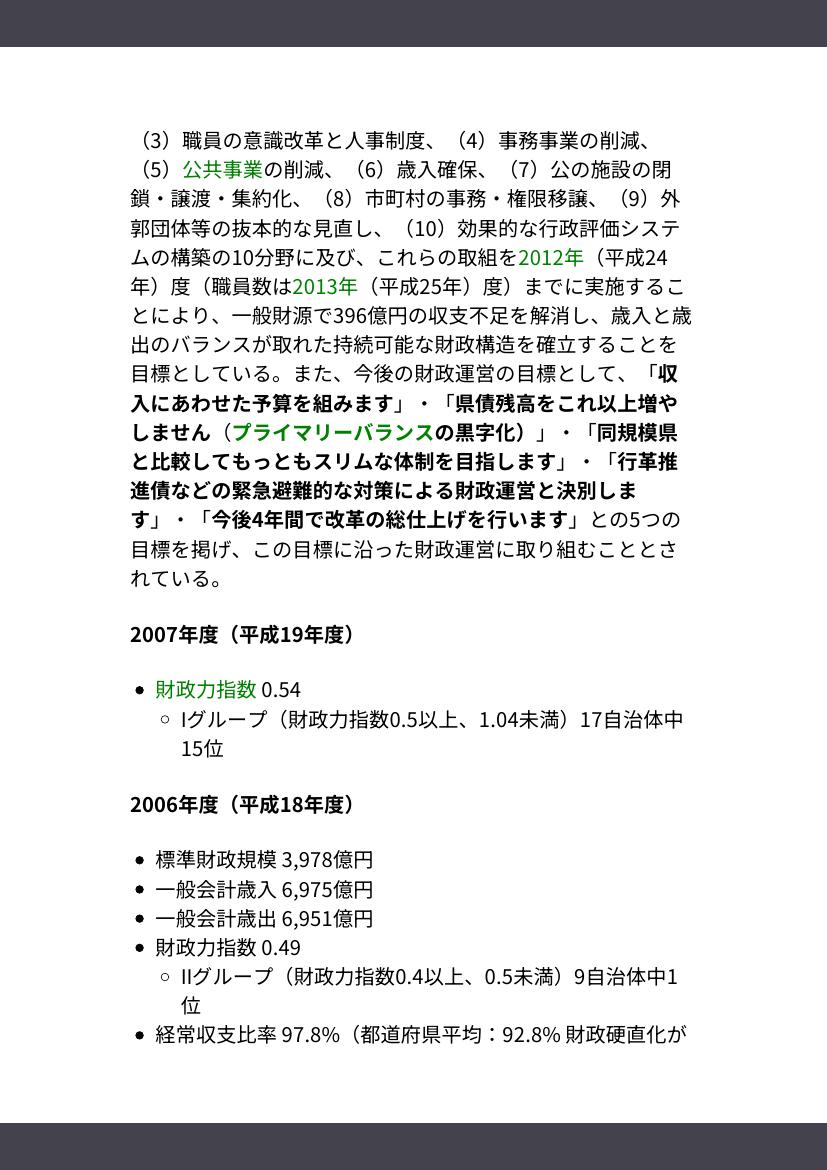 （3）職員の意識改革と人事制度、（4）事務事業の削減、
（5）公共事業の削減、（6）歳入確保、（7）公の施設の閉
鎖・譲渡・集約化、（8）市町村の事務・権限移譲、（9）外
郭団体等の抜本的な見直し、（10）効果的な行政評価システ
ムの構築の10分野に及び、これらの取組を2012年（平成24
年）度（職員数は2013年（平成25年）度）までに実施するこ
とにより、一般財源で396億円の収支不足を解消し、歳入と歳
出のバランスが取れた持続可能な財政構造を確立することを
目標としている。また、今後の財政運営の目標として、「収
入にあわせた予算を組みます」・「県債残高をこれ以上増や
しません（プライマリーバランスの黒字化）」・「同規模県
と比較してもっともスリムな体制を目指します」・「行革推
進債などの緊急避難的な対策による財政運営と決別しま
す」・「今後4年間で改革の総仕上げを行います」との5つの
目標を掲げ、この目標に沿った財政運営に取り組むこととさ
れている。
2007年度（平成19年度）
• 財政力指数 0.54
◦ Iグループ（財政力指数0.5以上、1.04未満）17自治体中
15位
2006年度（平成18年度）
• 標準財政規模 3,978億円
• 一般会計歳入 6,975億円
• 一般会計歳出 6,951億円
• 財政力指数 0.49
◦ IIグループ（財政力指数0.4以上、0.5未満）9自治体中1
位
• 経常収支比率 97.8%（都道府県平均：92.8% 財政硬直化が